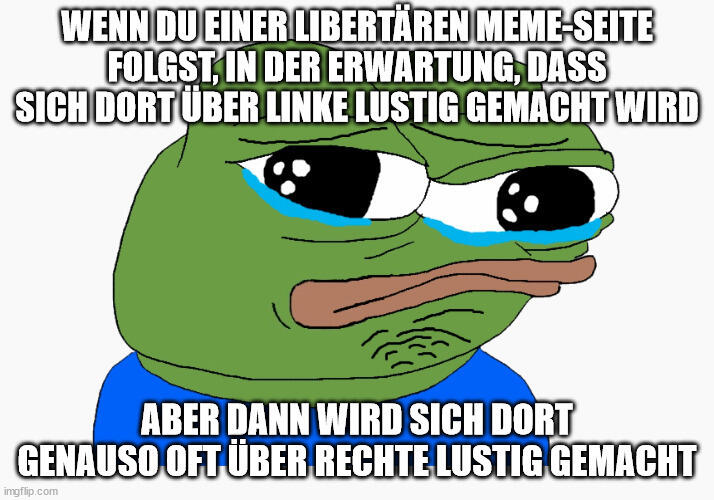 WENN DU EINER LIBERTÄREN MEME-SEITE
FOLGST, IN DER ERWARTUNG, DASS
SICH DORT ÜBER LINKE LUSTIG GEMACHT WIRD
ABER DANN WIRD SICH DORT
GENAUSO OFT ÜBER RECHTE LUSTIG GEMACHT
imgflip.com